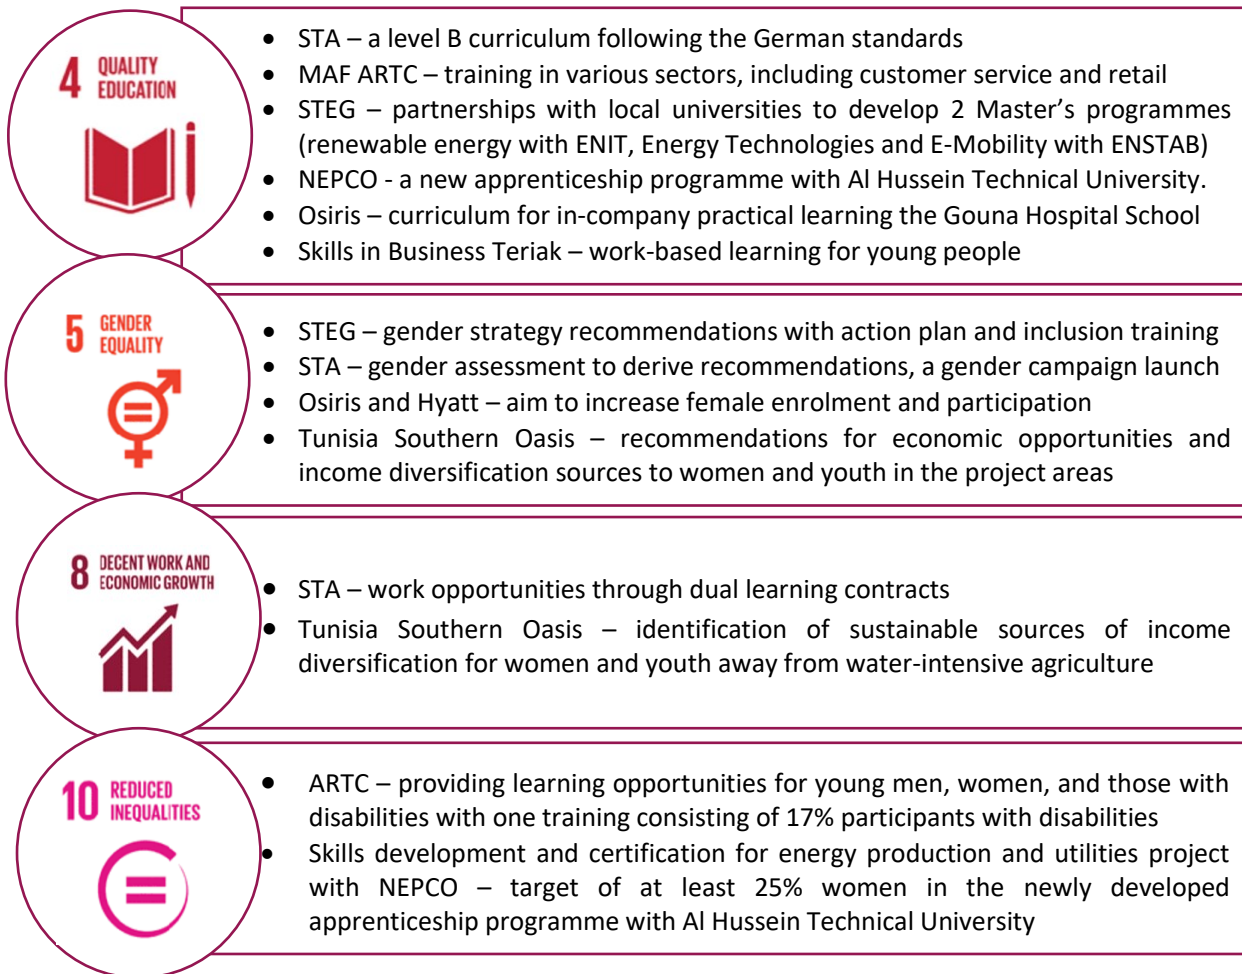 4 QUALITY
EDUCATION
• STA – a level B curriculum following the German standards
• MAF ARTC – training in various sectors, including customer service and retail
• STEG – partnerships with local universities to develop 2 Master's programmes
(renewable energy with ENIT, Energy Technologies and E-Mobility with ENSTAB)
• NEPCO - a new apprenticeship programme with Al Hussein Technical University.
• Osiris – curriculum for in-company practical learning the Gouna Hospital School
• Skills in Business Teriak – work-based learning for young people
5 GENDER
EQUALITY
• STEG – gender strategy recommendations with action plan and inclusion training
• STA – gender assessment to derive recommendations, a gender campaign launch
• Osiris and Hyatt – aim to increase female enrolment and participation
• Tunisia Southern Oasis – recommendations for economic opportunities and
income diversification sources to women and youth in the project areas
8 DECENT WORK AND
ECONOMIC GROWTH
• STA – work opportunities through dual learning contracts
• Tunisia Southern Oasis – identification of sustainable sources of income
diversification for women and youth away from water-intensive agriculture
10 REDUCED
INEQUALITIES
• ARTC – providing learning opportunities for young men, women, and those with
disabilities with one training consisting of 17% participants with disabilities
• Skills development and certification for energy production and utilities project
with NEPCO – target of at least 25% women in the newly developed
apprenticeship programme with Al Hussein Technical University